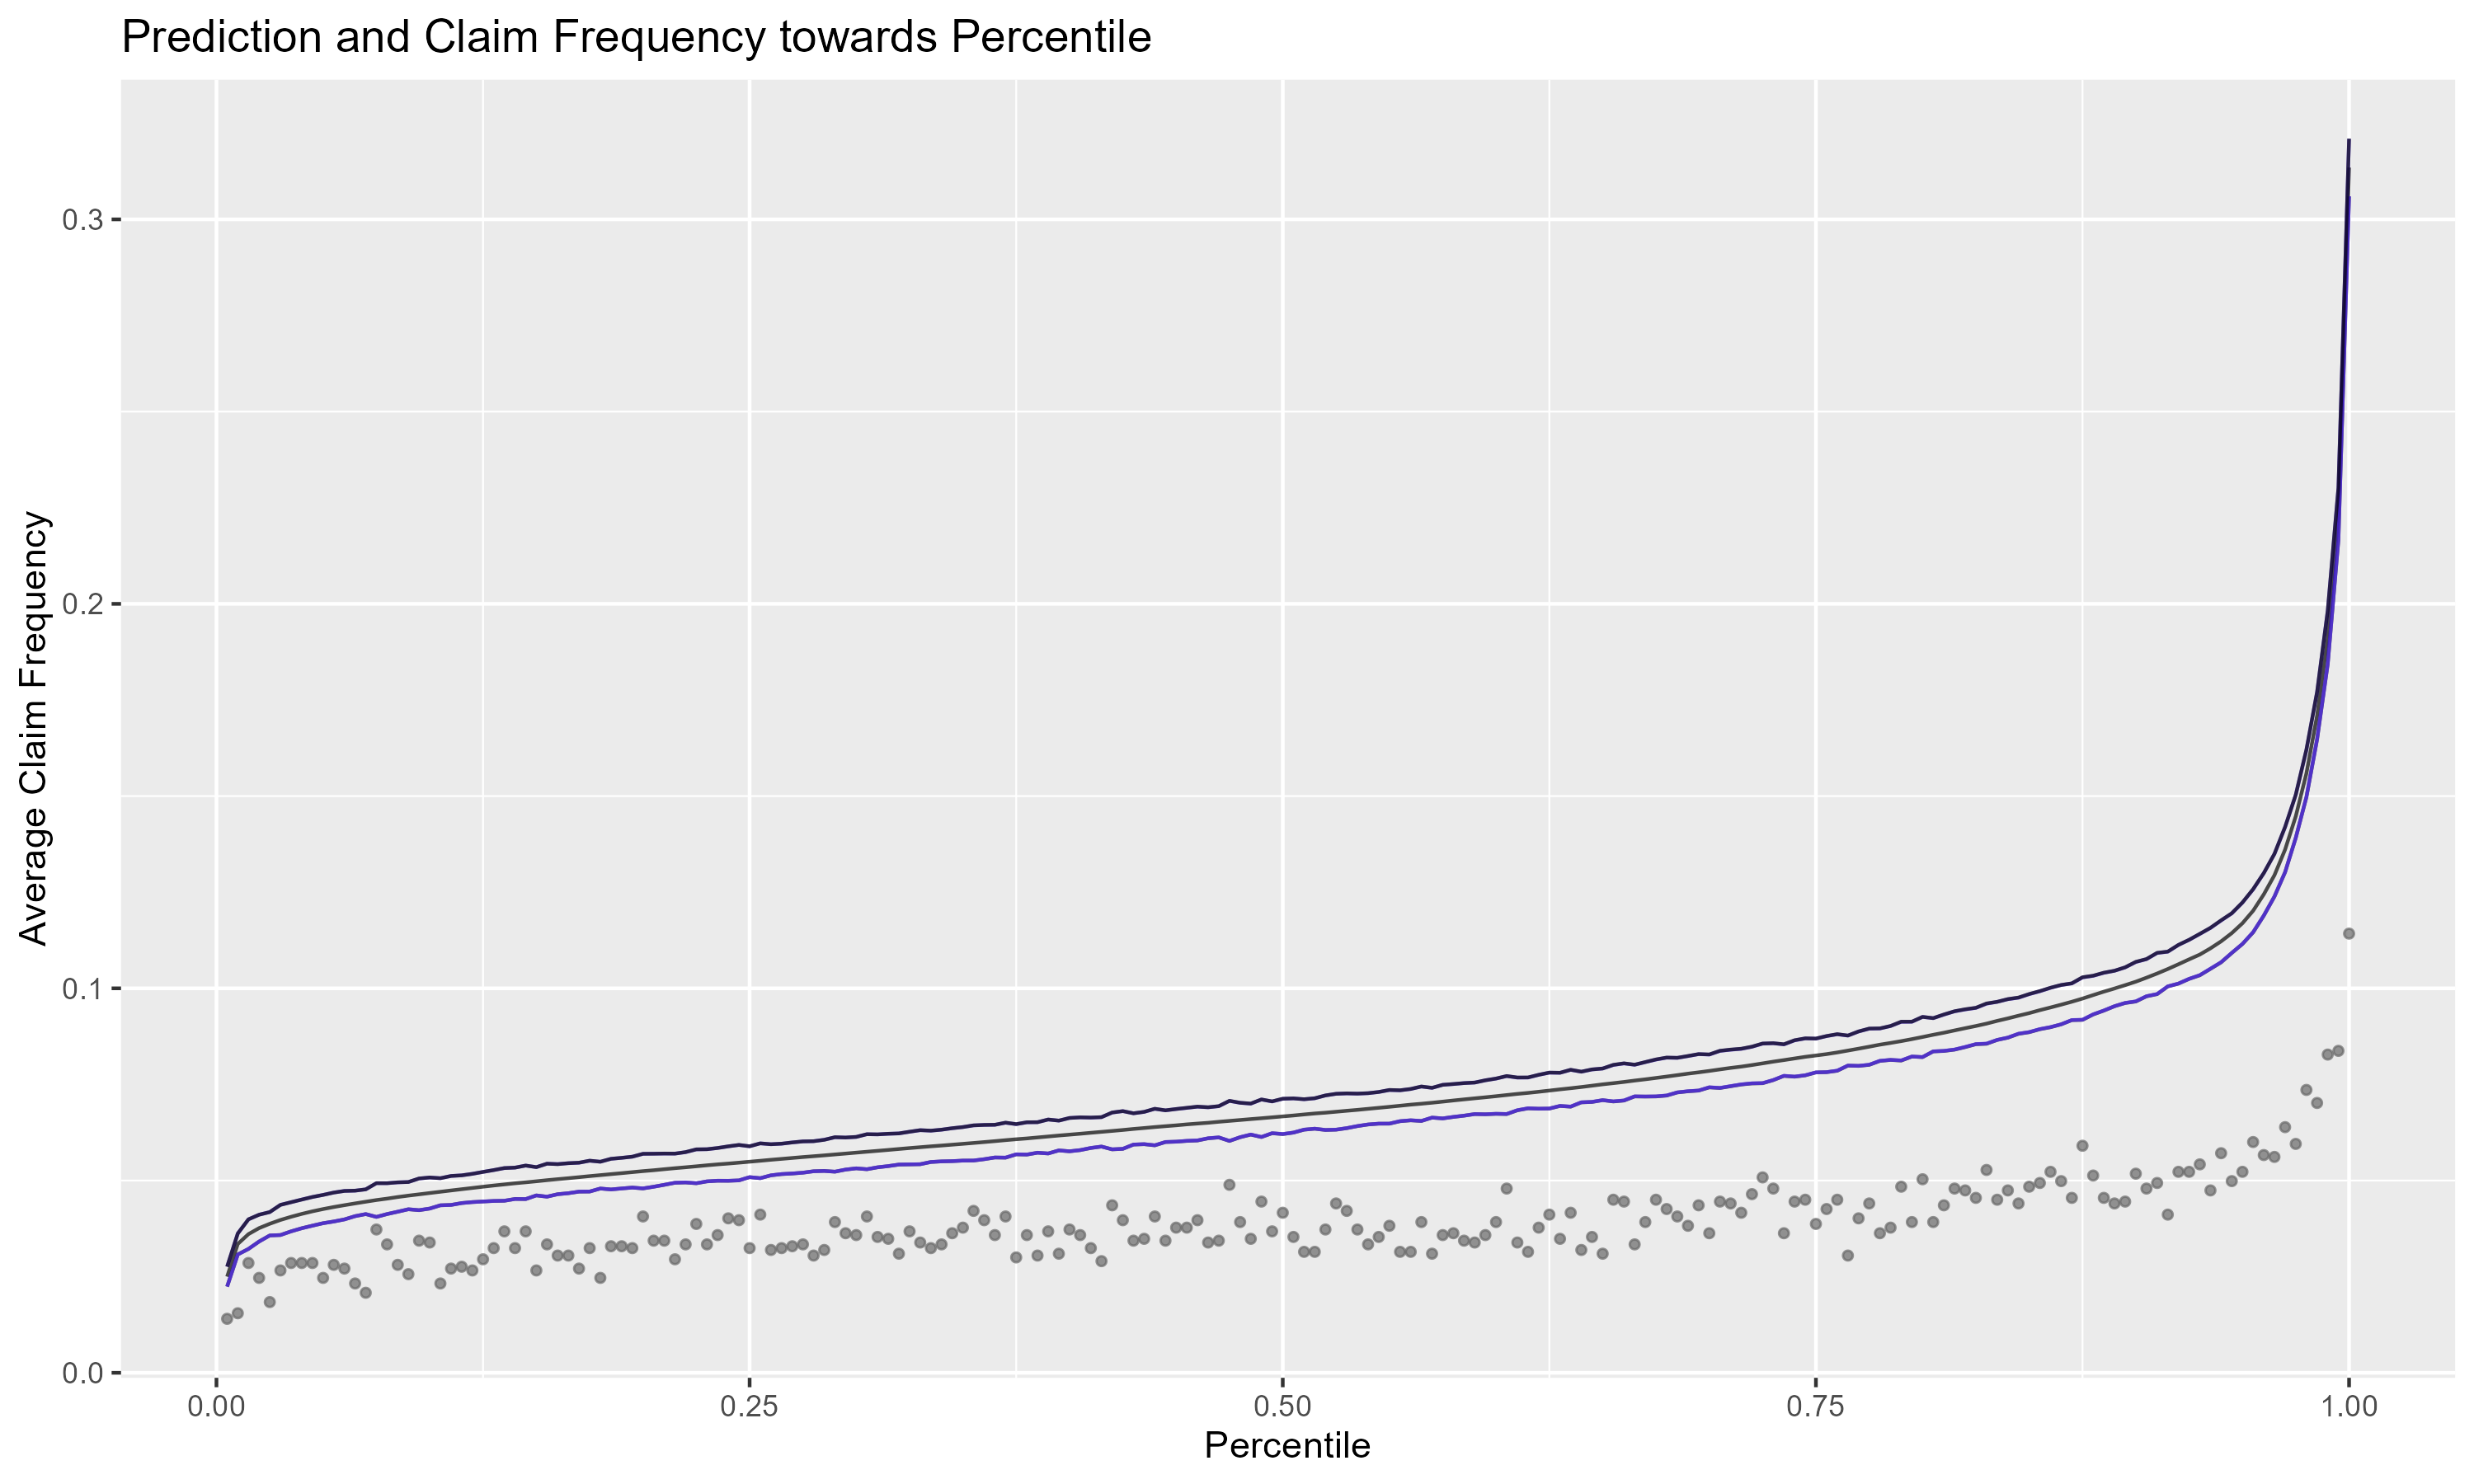 Prediction and Claim Frequency towards Percentile
Average Claim Frequency
0.3
0.2
0.1
0.0
0.00 0.25 0.50 0.75 1.00
Percentile